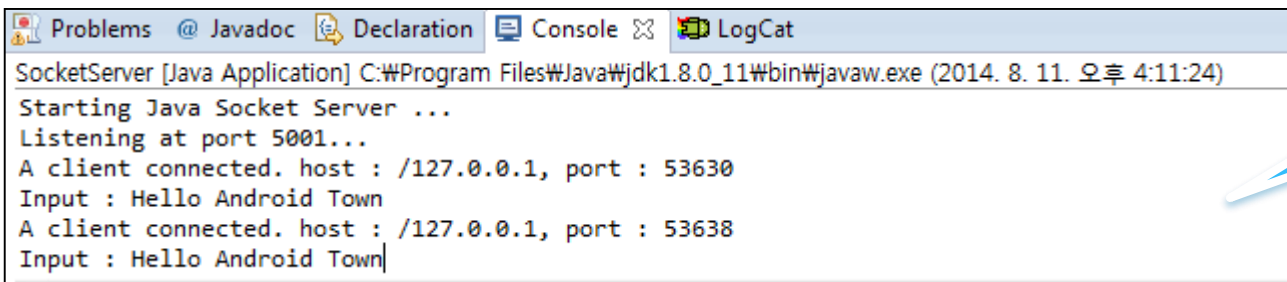 Problems @ Javadoc Declaration Console LogCat
SocketServer [Java Application] C:₩Program Files₩Java₩jdk1.8.0_11₩bin₩javaw.exe (2014. 8. 11. 오후 4:11:24)
Starting Java Socket Server ...
Listening at port 5001...
A client connected. host : /127.0.0.1, port : 53630
Input : Hello Android Town
A client connected. host : /127.0.0.1, port : 53638
Input : Hello Android Town